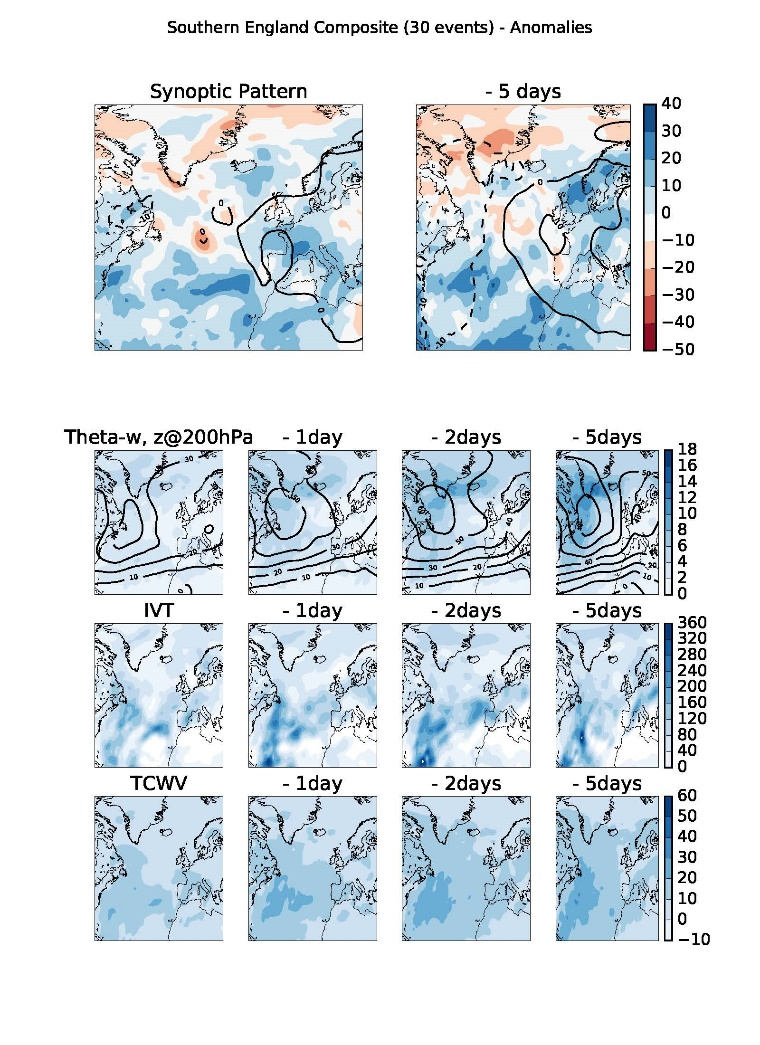 Southern England Composite (30 events) - Anomalies
Synoptic Pattern
- 5 days
40
30
20
10
0
−10
−20
−30
−40
−50
Theta-w, z@200hPa
- 1day
- 2days
- 5days
18
16
14
12
10
8
6
4
2
0
IVT
- 1day
- 2days
- 5days
360
320
280
240
200
160
120
80
40
0
TCWV
- 1day
- 2days
- 5days
60
50
40
30
20
10
0
−10